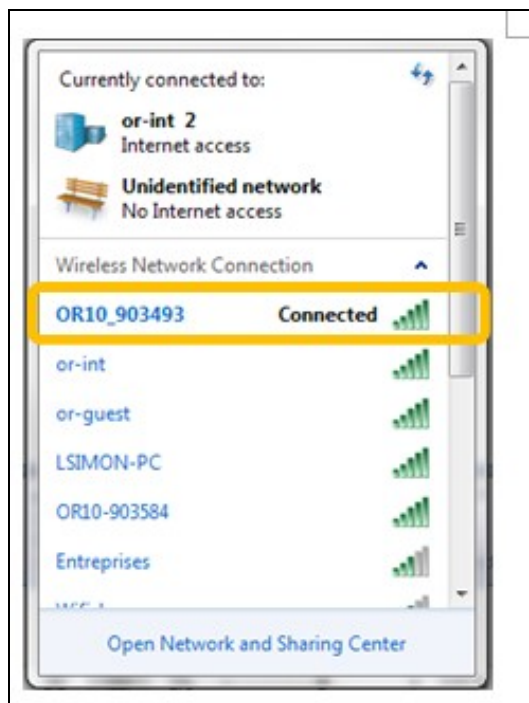 Currently connected to:
or-int 2
Internet access
Unidentified network
No Internet access
Wireless Network Connection
OR10_903493 Connected
or-int
or-guest
LSIMON-PC
OR10-903584
Entreprises
Open Network and Sharing Center